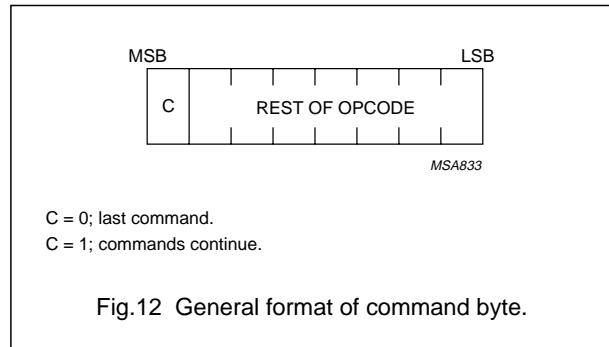 MSB LSB
C REST OF OPCODE
MSA833
C = 0; last command.
C = 1; commands continue.
Fig.12 General format of command byte.